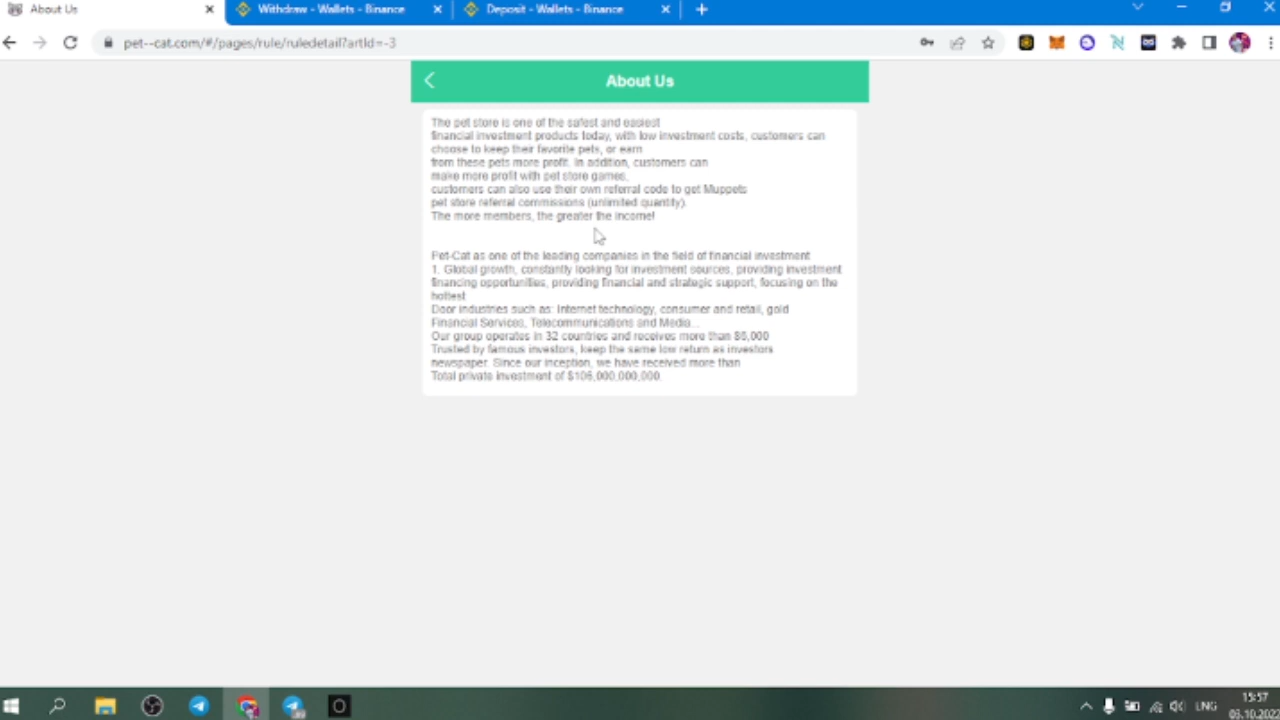 About Us
Withdraw - Wallets - Binance
Deposit - Wallets - Binance
pet--cat.com/#/pages/rule/ruledetail?artId=-3
About Us
The pet store is one of the safest and easiest
financial investment products today, with low investment costs, customers can
choose to keep their favorite pets, or earn
from these pets more profit. In addition, customers can
make more profit with pet store games,
customers can also use their own referral code to get Muppets
pet store referral commissions (unlimited quantity).
The more members, the greater the income!
Pet-Cat as one of the leading companies in the field of financial investment
1. Global growth, constantly looking for investment sources, providing investment
financing opportunities, providing financial and strategic support, focusing on the
hottest
Door industries such as: Internet technology, consumer and retail, gold
Financial Services, Telecommunications and Media...
Our group operates in 32 countries and receives more than 86,000
Trusted by famous investors, keep the same low return as investors
newspaper. Since our inception, we have received more than
Total private investment of $106,000,000,000.
ENG
15:57